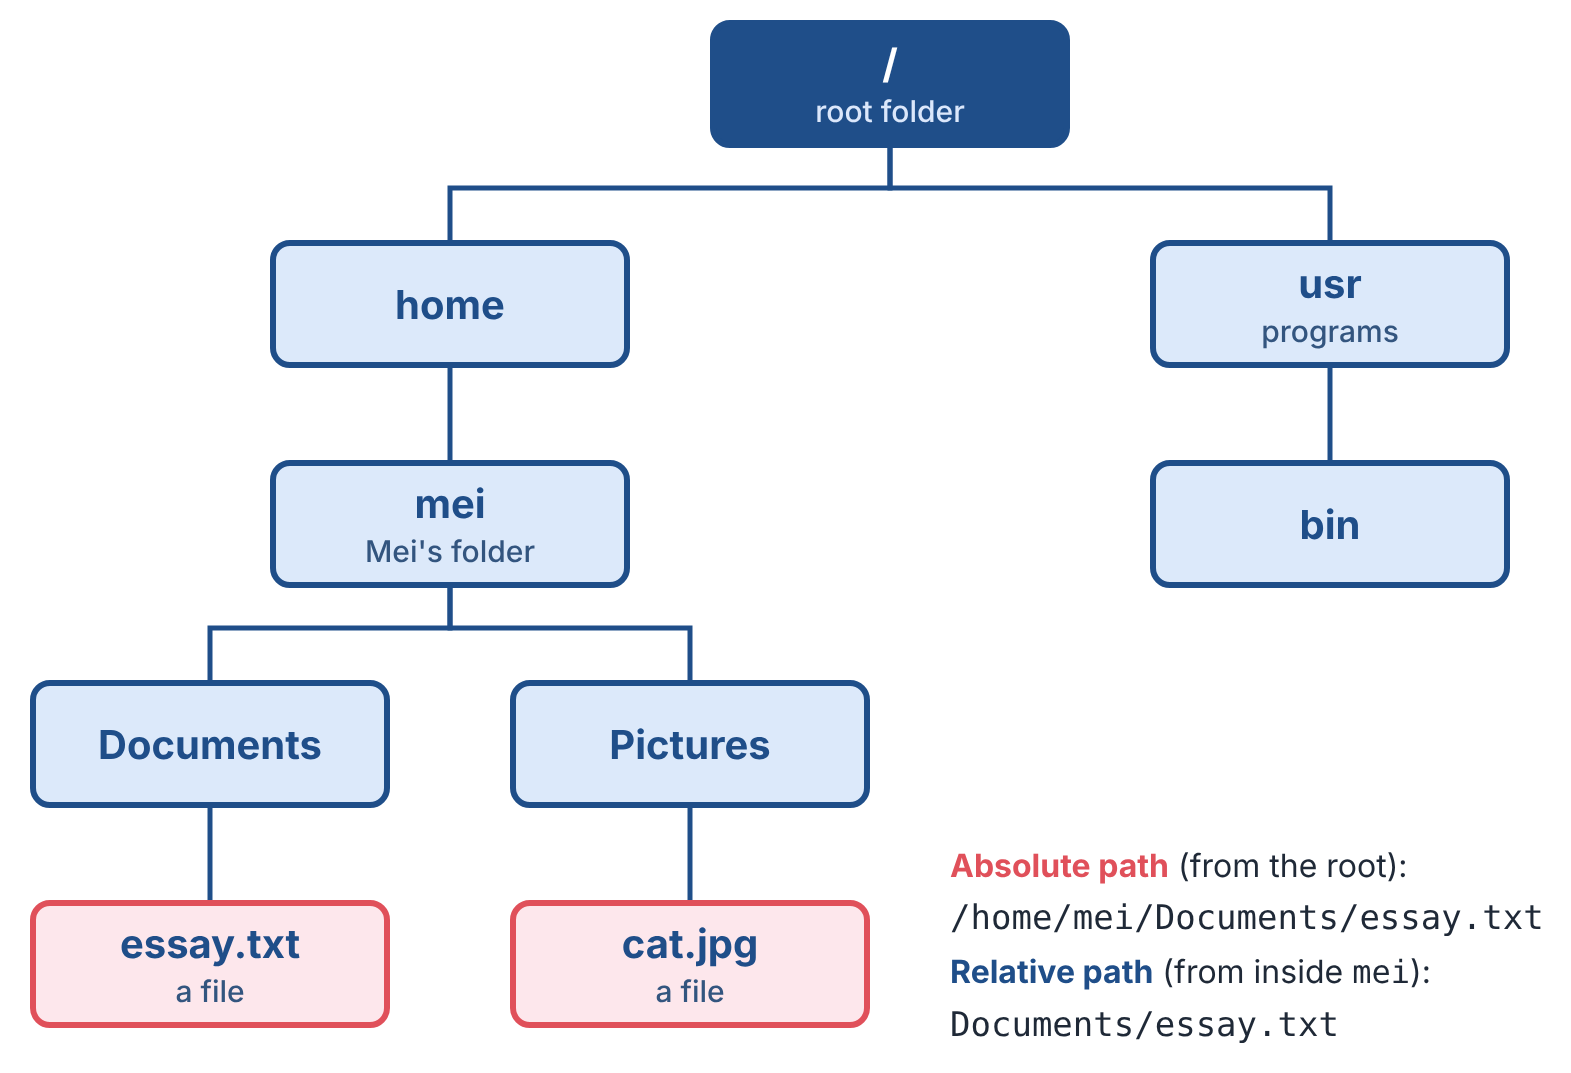 /
root folder
home
usr
programs
mei
Mei's folder
bin
Documents
Pictures
essay.txt
a file
cat.jpg
a file
Absolute path (from the root):
/home/mei/Documents/essay.txt
Relative path (from inside mei):
Documents/essay.txt